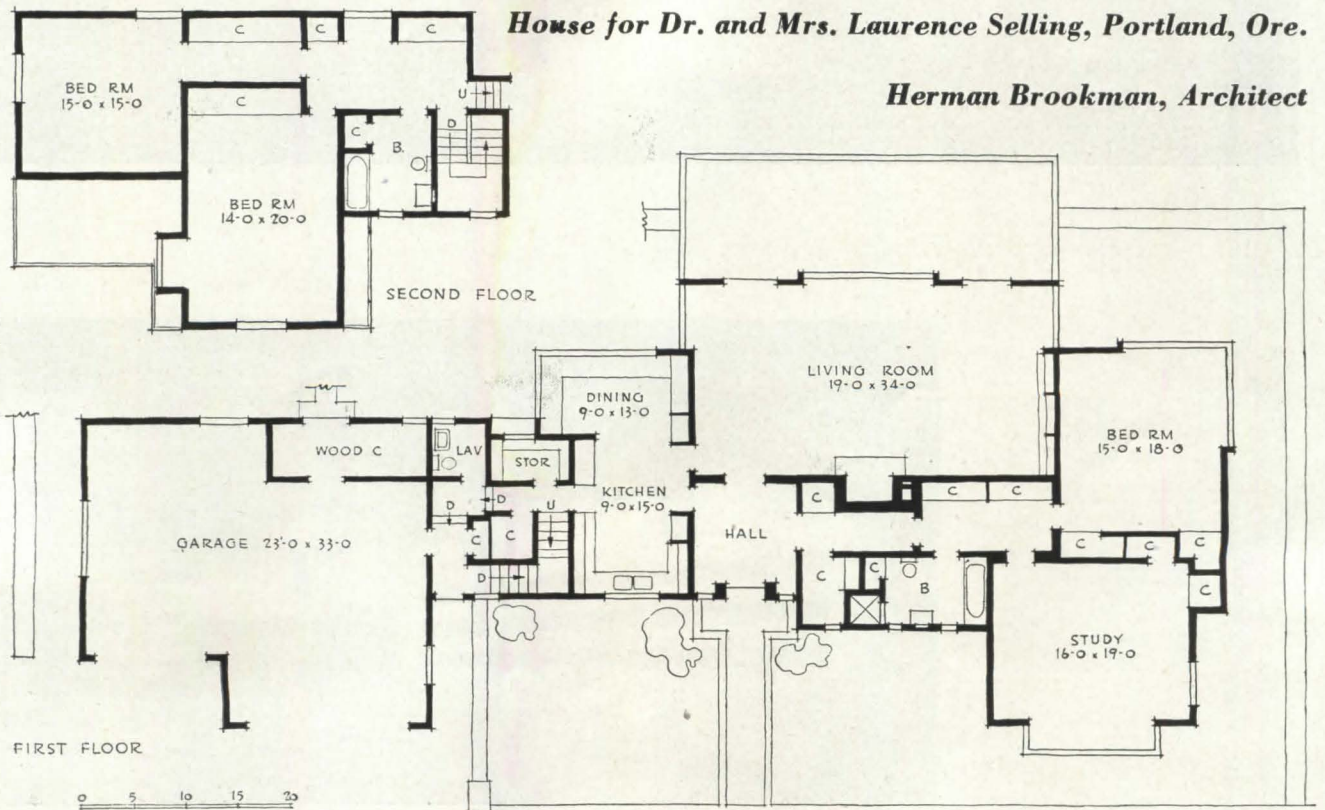 House for Dr. and Mrs. Laurence Selling, Portland, Ore.
Herman Brookman, Architect
C
C
C
BED RM
15-0 x 15-0
C
U
D
C
B.
BED RM
14-0 x 20-0
SECOND FLOOR
LIVING ROOM
19-0 x 34-0
DINING
9-0 x 13-0
BED RM
15-0 x 18-0
WOOD C
LAV
STOR
KITCHEN
9-0 x 15-0
C
C
C
D
D
U
HALL
GARAGE 23-0 x 33-0
C
C
C
C
C
C
C
C
D
B
STUDY
16-0 x 19-0
FIRST FLOOR
0 5 10 15 20